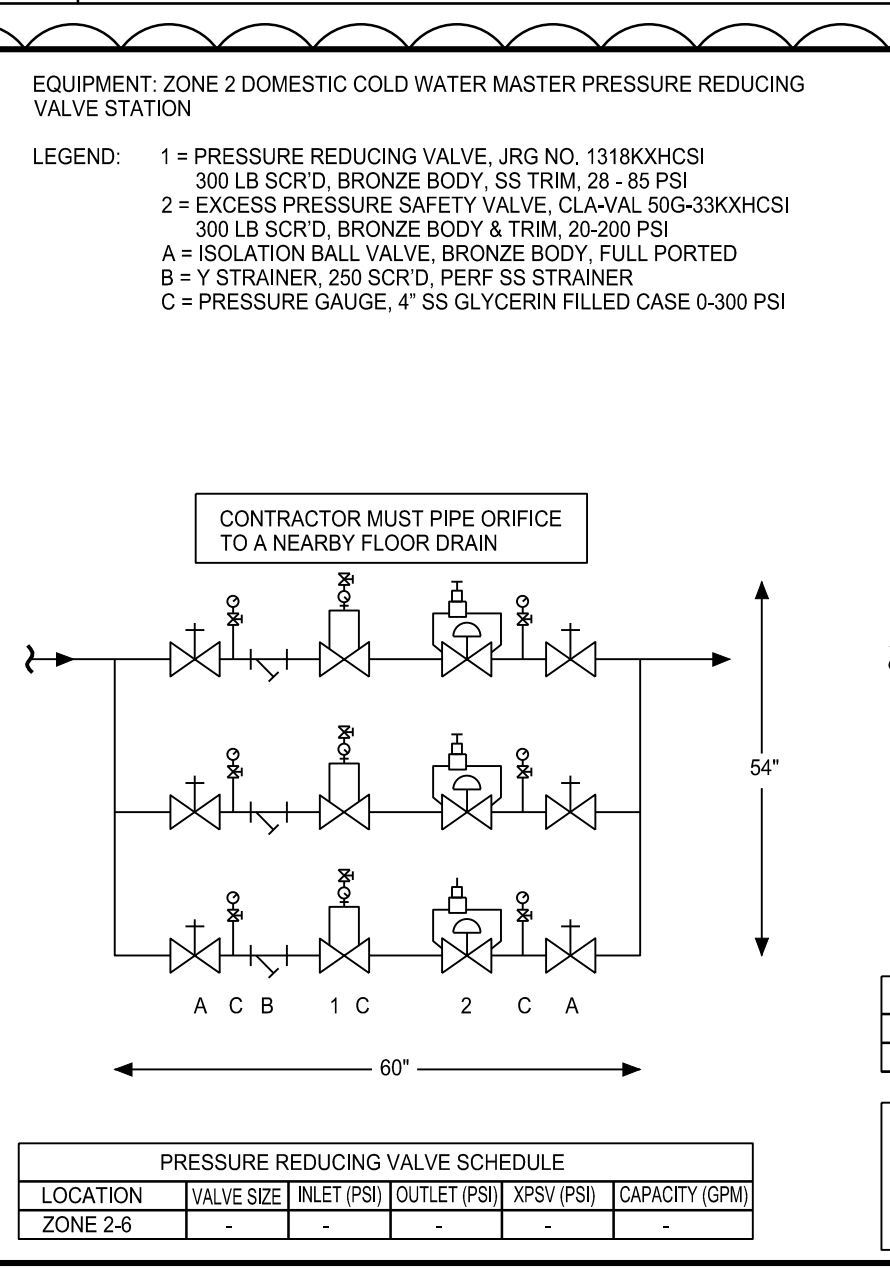 EQUIPMENT: ZONE 2 DOMESTIC COLD WATER MASTER PRESSURE REDUCING
VALVE STATION
LEGEND: 1 = PRESSURE REDUCING VALVE, JRG NO. 1318KXHCSI
300 LB SCR'D, BRONZE BODY, SS TRIM, 28 - 85 PSI
2 = EXCESS PRESSURE SAFETY VALVE, CLA-VAL 50G-33KXHCSI
300 LB SCR'D, BRONZE BODY & TRIM, 20-200 PSI
A = ISOLATION BALL VALVE, BRONZE BODY, FULL PORTED
B = Y STRAINER, 250 SCR'D, PERF SS STRAINER
C = PRESSURE GAUGE, 4” SS GLYCERIN FILLED CASE 0-300 PSI
CONTRACTOR MUST PIPE ORIFICE
TO A NEARBY FLOOR DRAIN
54"
A C B 1 C 2 C A
60"
PRESSURE REDUCING VALVE SCHEDULE
LOCATION VALVE SIZE INLET (PSI) OUTLET (PSI) XPSV (PSI) CAPACITY (GPM)
ZONE 2-6 - - - - -